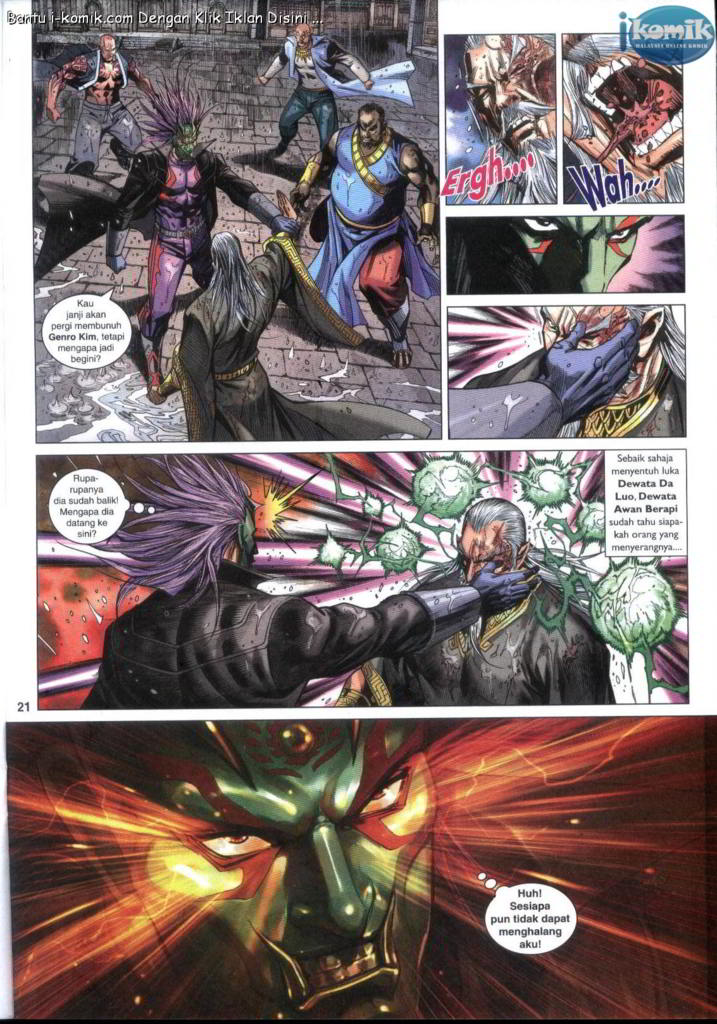 Bantu i-komik.com Dengan Klik Iklan Disini ...
ikomik
MALAYSIA ONLINE KOMIK
Ergh....
Wah....
Kau
janji akan
pergi membunuh
Genro Kim, tetapi
mengapa jadi
begini?
Rupa-
rupanya
dia sudah balik!
Mengapa dia
datang ke
sini?
Sebaik sahaja
menyentuh luka
Dewata Da
Luo, Dewata
Awan Berapi
sudah tahu siapa-
kah orang yang
menyerangnya....
21
Huh!
Sesiapa
pun tidak dapat
menghalang
aku!